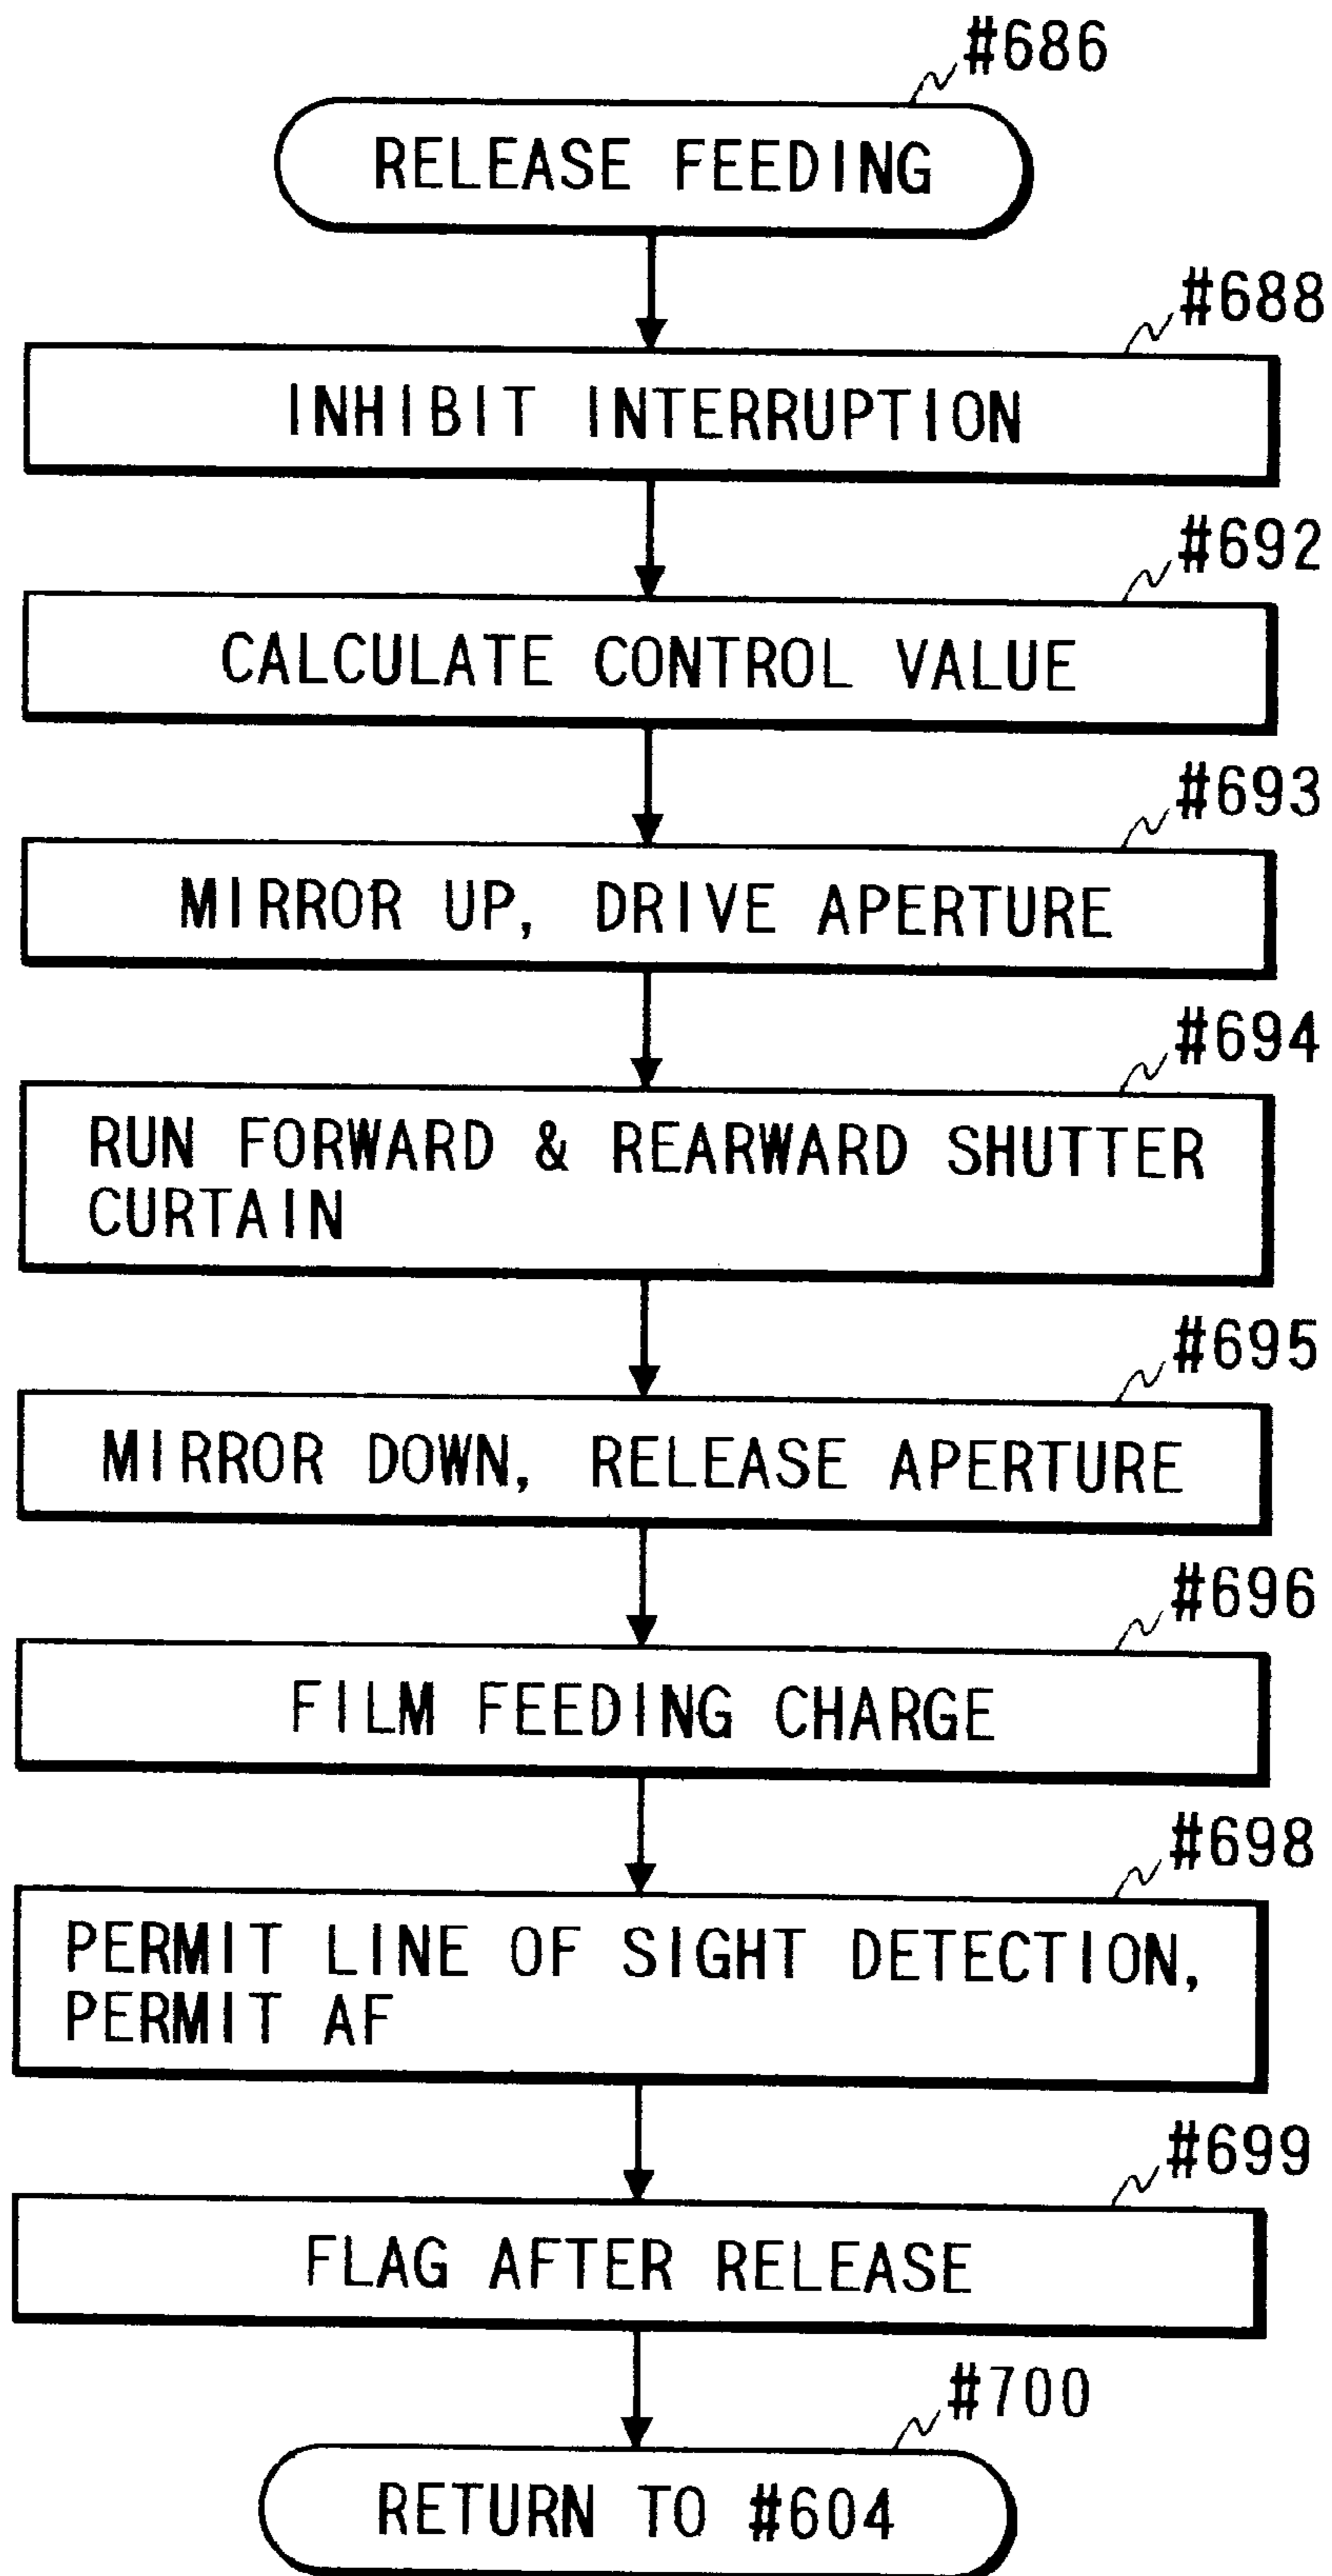 #686
RELEASE FEEDING
#688
INHIBIT INTERRUPTION
#692
CALCULATE CONTROL VALUE
#693
MIRROR UP, DRIVE APERTURE
#694
RUN FORWARD & REARWARD SHUTTER
CURTAIN
#695
MIRROR DOWN, RELEASE APERTURE
#696
FILM FEEDING CHARGE
#698
PERMIT LINE OF SIGHT DETECTION,
PERMIT AF
#699
FLAG AFTER RELEASE
#700
RETURN TO #604